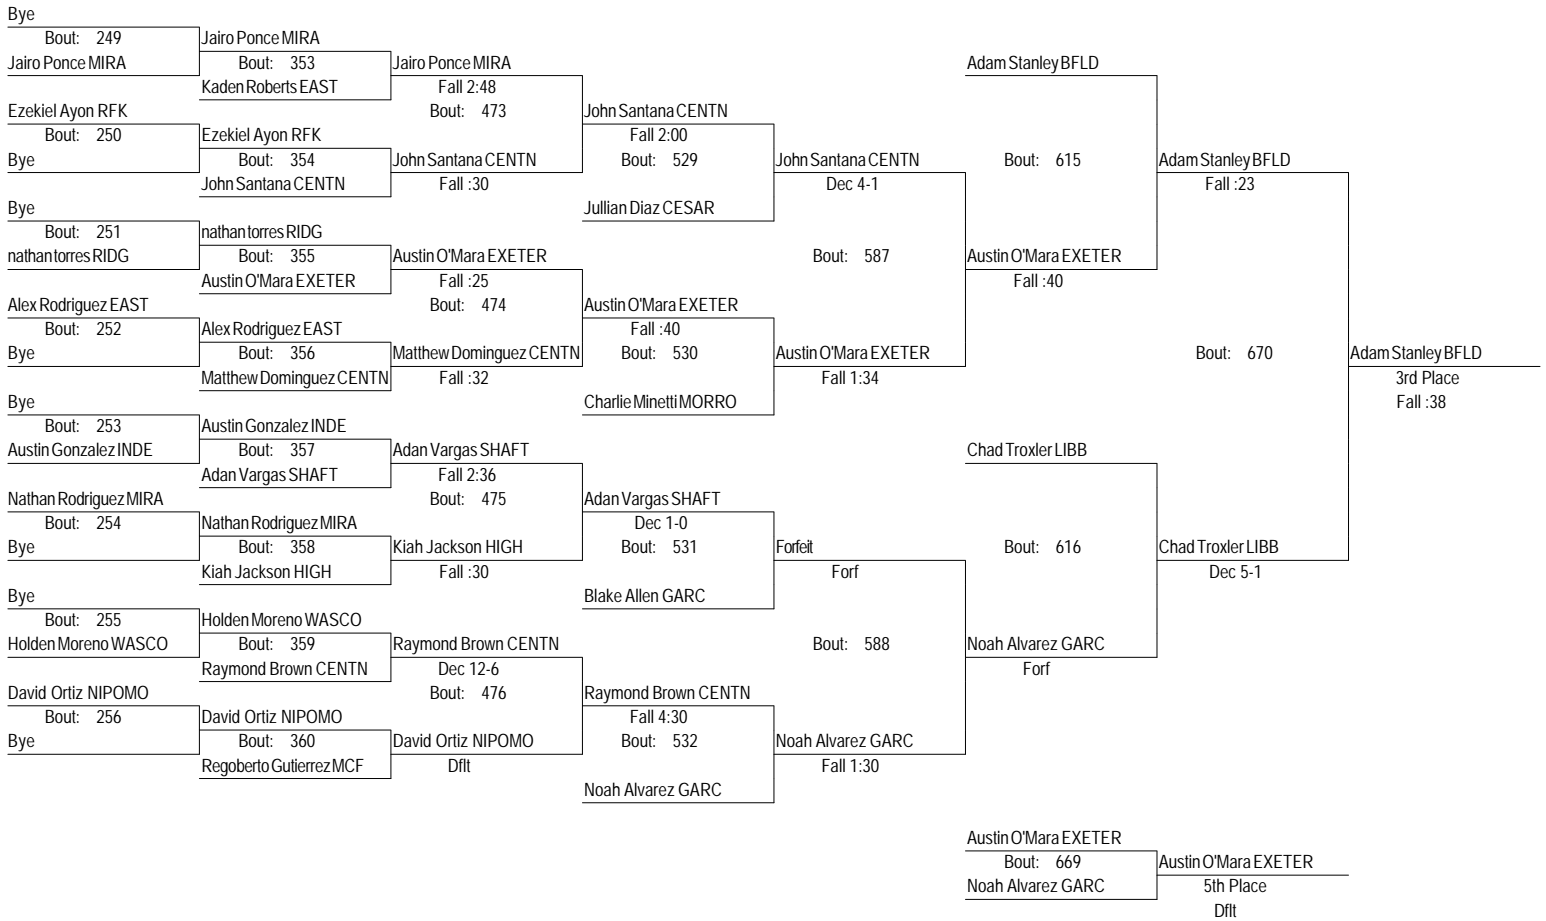 Bye
Bout: 249
Jairo Ponce MIRA
Ezekiel Ayon RFK
Bout: 250
Bye
Bye
Bout: 251
nathan torres RIDG
Alex Rodriguez EAST
Bout: 252
Bye
Bye
Bout: 253
Austin Gonzalez INDE
Nathan Rodriguez MIRA
Bout: 254
Bye
Bye
Bout: 255
Holden Moreno WASCO
David Ortiz NIPOMO
Bout: 256
Bye
Jairo Ponce MIRA
Bout: 353
Kaden Roberts EAST
Ezekiel Ayon RFK
Bout: 354
John Santana CENTN
nathan torres RIDG
Bout: 355
Austin O'Mara EXETER
Alex Rodriguez EAST
Bout: 356
Matthew Dominguez CENTN
Austin Gonzalez INDE
Bout: 357
Adan Vargas SHAFT
Nathan Rodriguez MIRA
Bout: 358
Kiah Jackson HIGH
Holden Moreno WASCO
Bout: 359
Raymond Brown CENTN
David Ortiz NIPOMO
Bout: 360
Regoberto Gutierrez MCF
Jairo Ponce MIRA
Fall 2:48
Bout: 473
John Santana CENTN
Fall :30
Austin O'Mara EXETER
Fall :25
Bout: 474
Matthew Dominguez CENTN
Fall :32
Adan Vargas SHAFT
Fall 2:36
Bout: 475
Kiah Jackson HIGH
Fall :30
Raymond Brown CENTN
Dec 12-6
Bout: 476
David Ortiz NIPOMO
Dflt
John Santana CENTN
Fall 2:00
Bout: 529
Jullian Diaz CESAR
Austin O'Mara EXETER
Fall :40
Bout: 530
Charlie Minetti MORRO
Adan Vargas SHAFT
Dec 1-0
Bout: 531
Blake Allen GARC
Raymond Brown CENTN
Fall 4:30
Bout: 532
Noah Alvarez GARC
John Santana CENTN
Dec 4-1
Bout: 587
Austin O'Mara EXETER
Fall 1:34
Forfeit
Forf
Bout: 588
Noah Alvarez GARC
Fall 1:30
Adam Stanley BFLD
Bout: 615
Austin O'Mara EXETER
Fall :40
Chad Troxler LIBB
Bout: 616
Noah Alvarez GARC
Forf
Adam Stanley BFLD
Fall :23
Bout: 670
Chad Troxler LIBB
Dec 5-1
Adam Stanley BFLD
3rd Place
Fall :38
Austin O'Mara EXETER
Bout: 669
Noah Alvarez GARC
Austin O'Mara EXETER
5th Place
Dflt